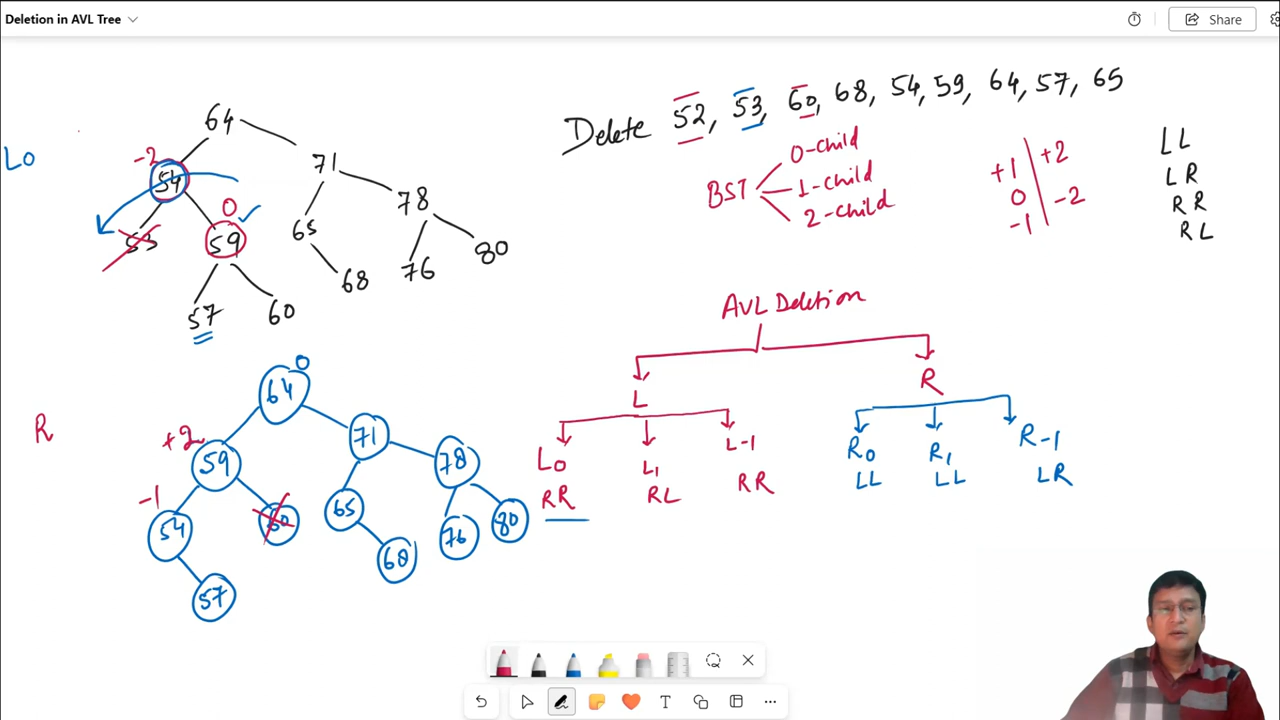 Deletion in AVL Tree
Share
Delete 52, 53, 60, 68, 54, 59, 64, 57, 65
BST
0-child
1-child
2-child
+1 +2
0 -2
-1
LL
LR
RR
RL
L0
64
-2
54
71
0
53
59
65
78
57
60
68
76
80
AVL Deletion
L
R
L0
L1
L-1
RR
RL
RR
R0
R1
R-1
LL
LL
LR
R
0
64
+2
59
71
78
-1
54
60
65
76
80
57
60
T